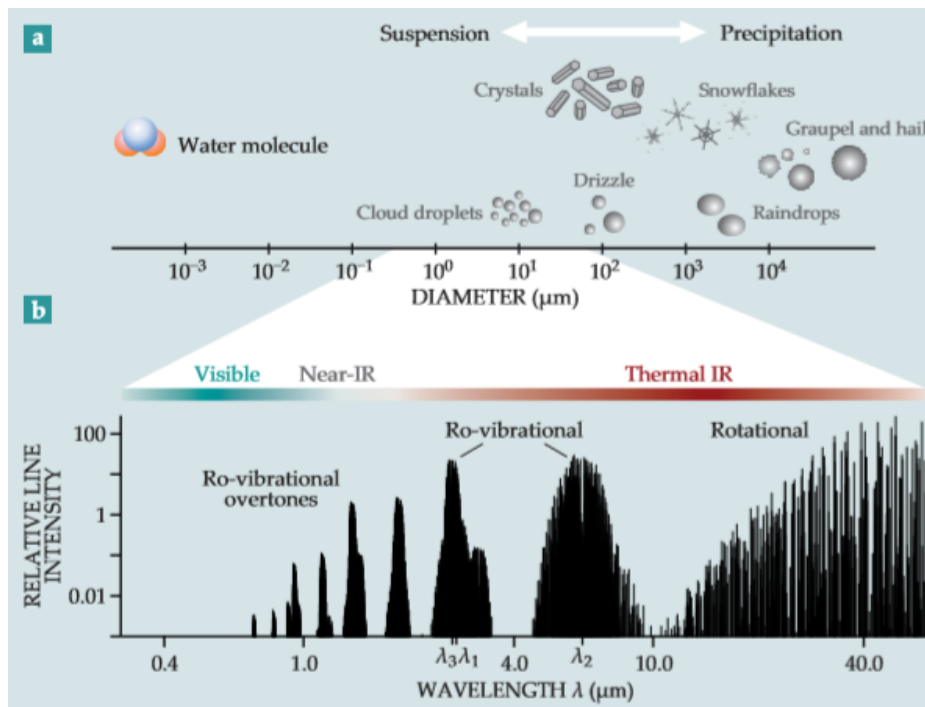 a
Suspension
Precipitation
Crystals
Snowflakes
Graupel and hail
Water molecule
Drizzle
Cloud droplets
Raindrops
10⁻³ 10⁻² 10⁻¹ 10⁰ 10¹ 10² 10³ 10⁴
DIAMETER (µm)
b
Visible Near-IR Thermal IR
100
1
0.01
RELATIVE LINE
INTENSITY
Ro-vibrational
overtones
Ro-vibrational
Rotational
0.4 1.0 λ₃ λ₁ 4.0 λ₂ 10.0 40.0
WAVELENGTH λ (µm)